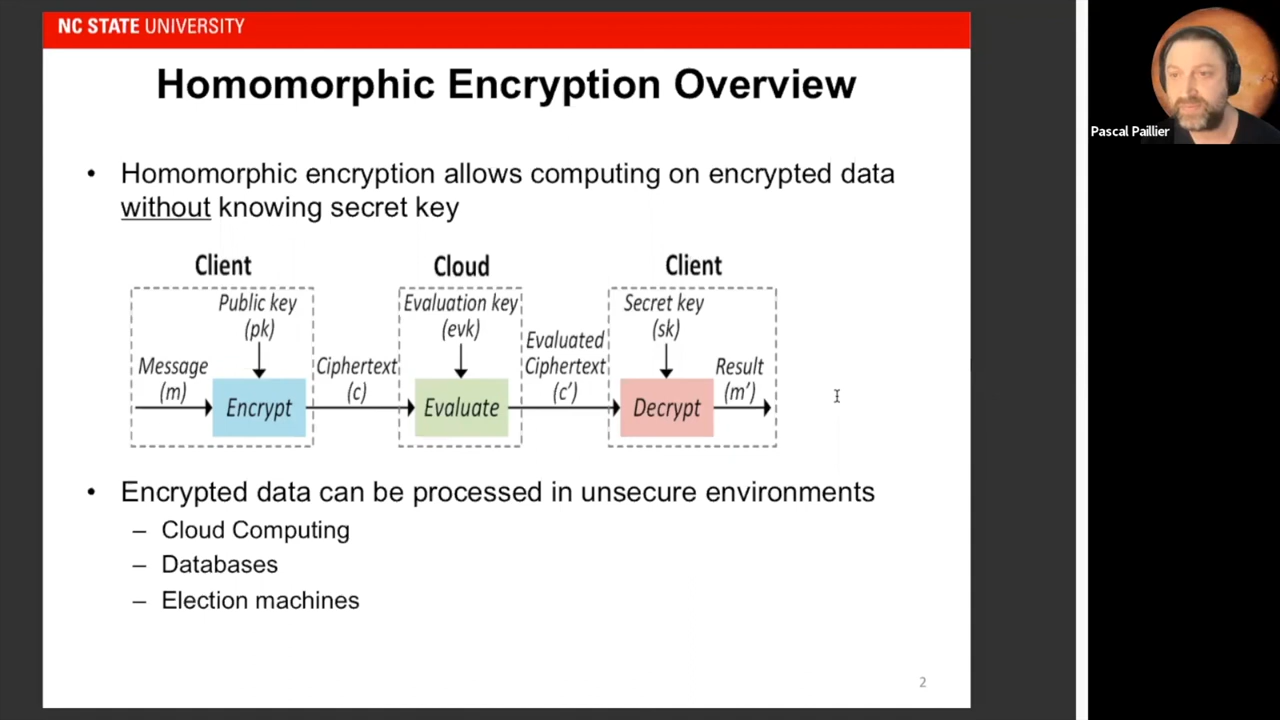 NC STATE UNIVERSITY
Homomorphic Encryption Overview
• Homomorphic encryption allows computing on encrypted data
without knowing secret key
Client
Public key
(pk)
Message
(m)
Encrypt
Ciphertext
(c)
Cloud
Evaluation key
(evk)
Evaluate
Evaluated
Ciphertext
(c')
Client
Secret key
(sk)
Decrypt
Result
(m')
• Encrypted data can be processed in unsecure environments
– Cloud Computing
– Databases
– Election machines
2
Pascal Paillier